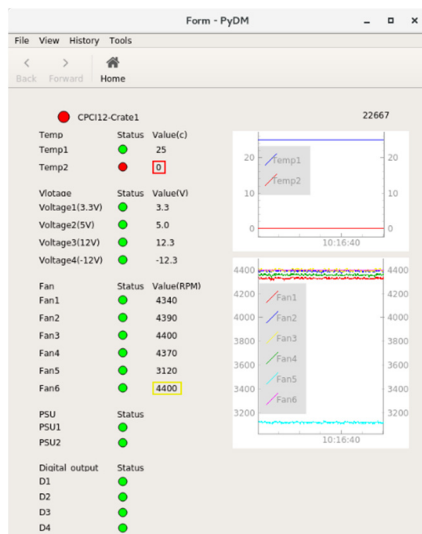 Form - PyDM
File View History Tools
Back Forward Home
CPCI12-Crate1 22667
Temp Status Value(c)
Temp1 25
Temp2 0
Vlotage Status Value(V)
Voltage1(3.3V) 3.3
Voltage2(5V) 5.0
Voltage3(12V) 12.3
Voltage4(-12V) -12.3
Fan Status Value(RPM)
Fan1 4340
Fan2 4390
Fan3 4400
Fan4 4370
Fan5 3120
Fan6 4400
PSU Status
PSU1
PSU2
Digital output Status
D1
D2
D3
D4
20 Temp1 20
Temp2
10 10
0 0
10:16:40
4400 4400
4200 Fan1 4200
4000 Fan2 4000
3800 Fan3 3800
3600 Fan4 3600
3400 Fan5 3400
Fan6
3200 3200
10:16:40